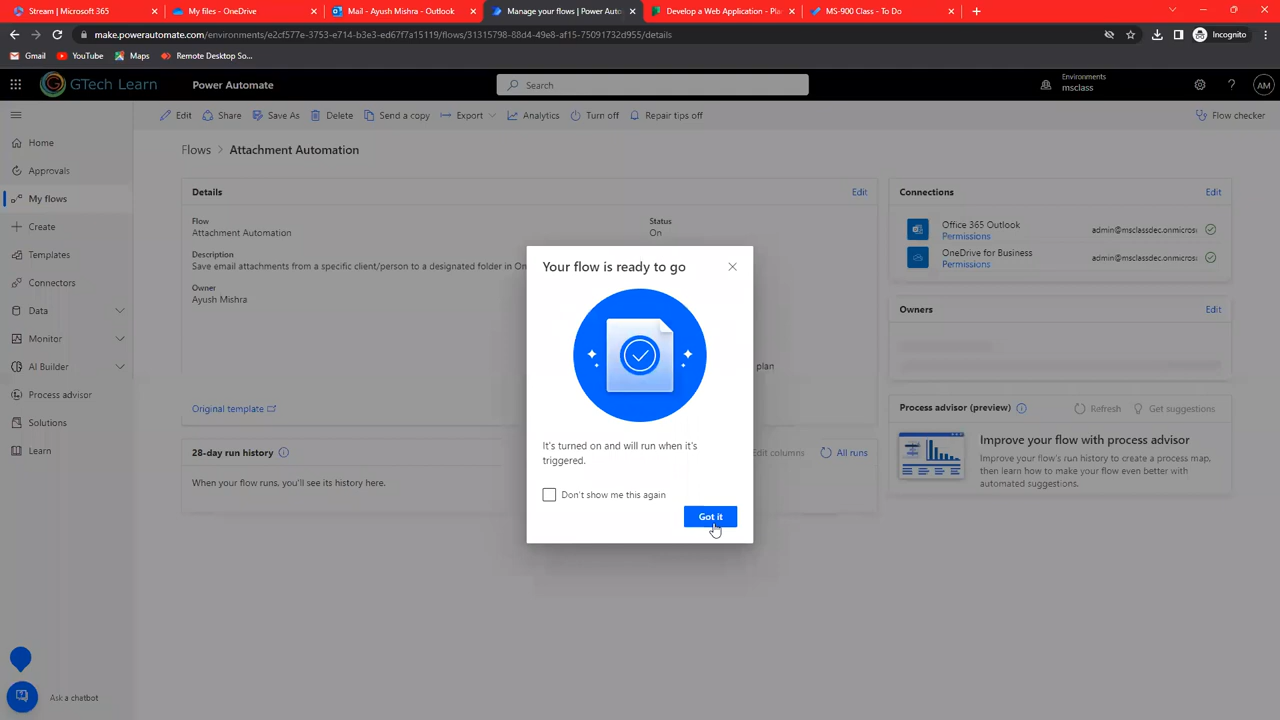 Stream | Microsoft 365
My files - OneDrive
Mail - Ayush Mishra - Outlook
Manage your flows | Power Auto
Develop a Web Application - Pla
MS-900 Class - To Do
make.powerautomate.com/environments/e2cf577e-3753-e714-b3e3-ed67f7a15119/flows/31315798-88d4-49e8-af15-75091732d955/details
Incognito
Gmail
YouTube
Maps
Remote Desktop So...
GTech Learn
Power Automate
Search
Environments
msclass
AM
Edit
Share
Save As
Delete
Send a copy
Export
Analytics
Turn off
Repair tips off
Flow checker
Home
Approvals
My flows
Create
Templates
Connectors
Data
Monitor
AI Builder
Process advisor
Solutions
Learn
Ask a chatbot
Flows > Attachment Automation
Details
Edit
Flow
Attachment Automation
Status
On
Description
Save email attachments from a specific client/person to a designated folder in On
Owner
Ayush Mishra
plan
Original template
28-day run history
Edit columns
All runs
When your flow runs, you'll see its history here.
Your flow is ready to go
It's turned on and will run when it's
triggered.
Don't show me this again
Got it
Connections
Edit
Office 365 Outlook
Permissions
admin@msclassdec.onmicros
OneDrive for Business
Permissions
admin@msclassdec.onmicros
Owners
Edit
Process advisor (preview)
Refresh
Get suggestions
Improve your flow with process advisor
Improve your flow's run history to create a process map,
then learn how to make your flow even better with
automated suggestions.